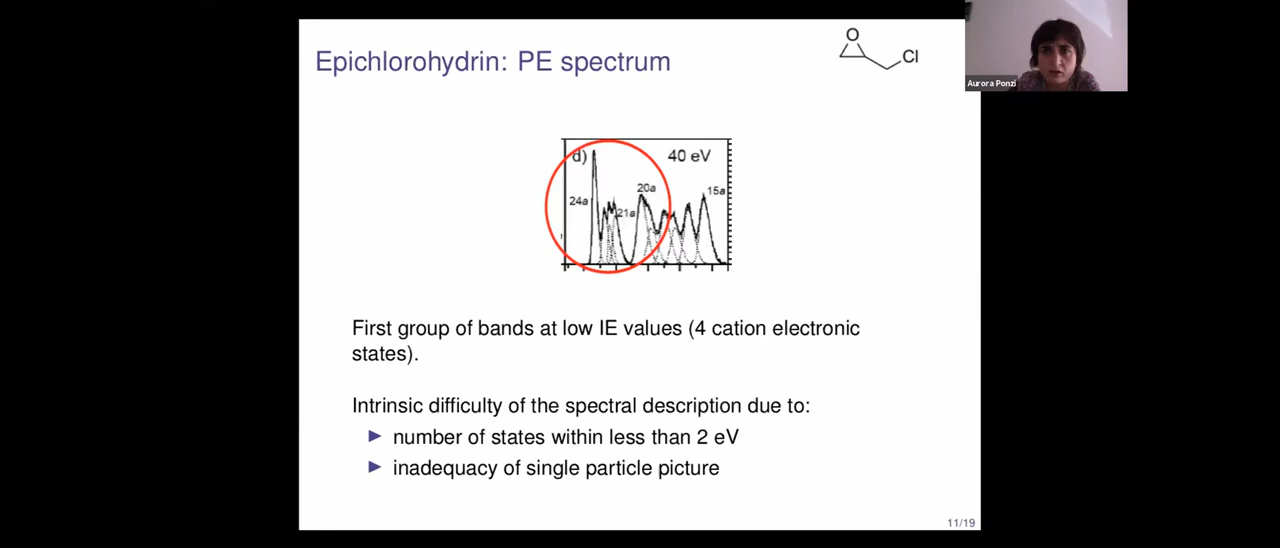 Epichlorohydrin: PE spectrum
O
Cl
Aurora Ponzi
d)
40 eV
24a
21a
20a
15a
First group of bands at low IE values (4 cation electronic
states).
Intrinsic difficulty of the spectral description due to:
number of states within less than 2 eV
inadequacy of single particle picture
11/19